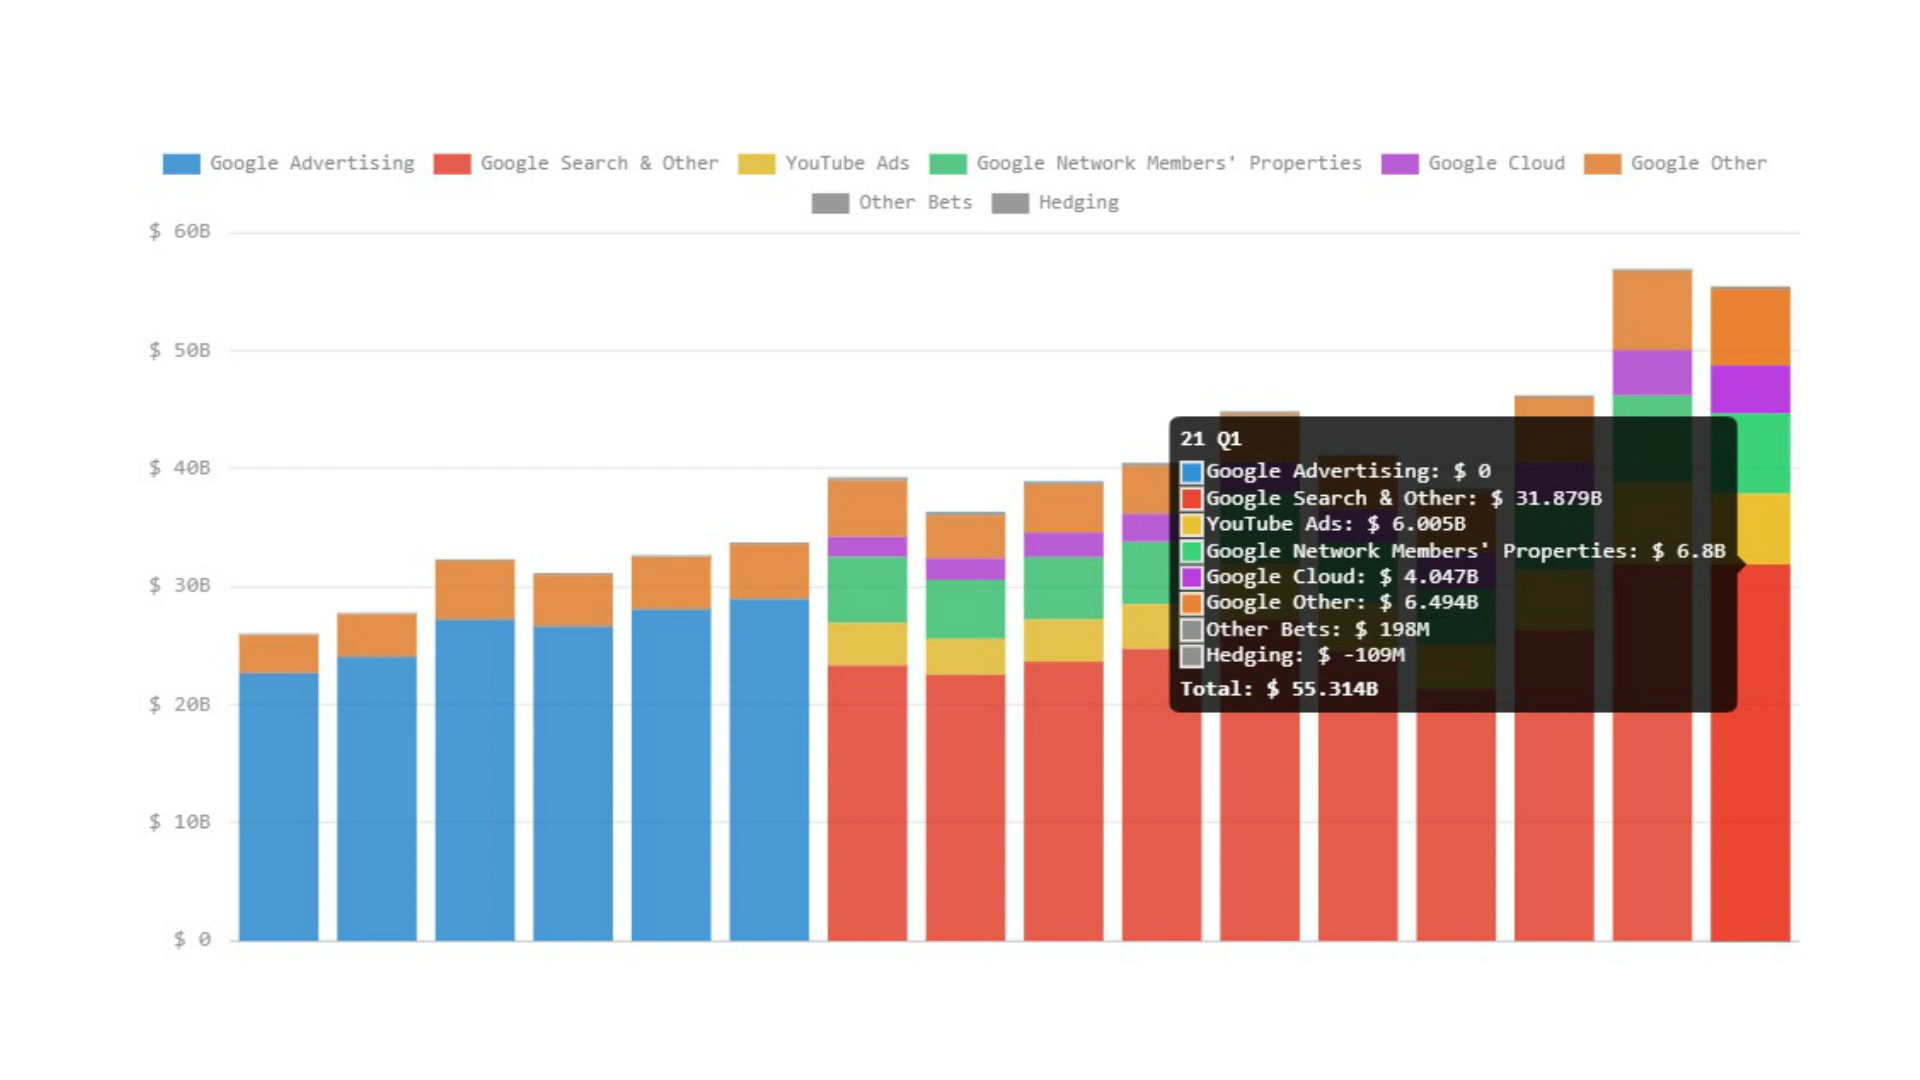 Google Advertising Google Search & Other YouTube Ads Google Network Members' Properties Google Cloud Google Other
Other Bets Hedging
$ 60B
$ 50B
$ 40B
$ 30B
$ 20B
$ 10B
$ 0
21 Q1
Google Advertising: $ 0
Google Search & Other: $ 31.879B
YouTube Ads: $ 6.005B
Google Network Members' Properties: $ 6.8B
Google Cloud: $ 4.047B
Google Other: $ 6.494B
Other Bets: $ 198M
Hedging: $ -109M
Total: $ 55.314B